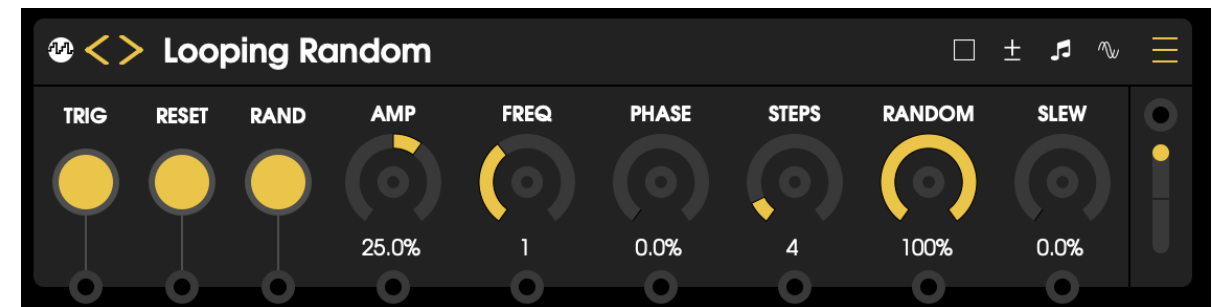 Looping Random
TRIG RESET RAND AMP FREQ PHASE STEPS RANDOM SLEW
25.0% 1 0.0% 4 100% 0.0%